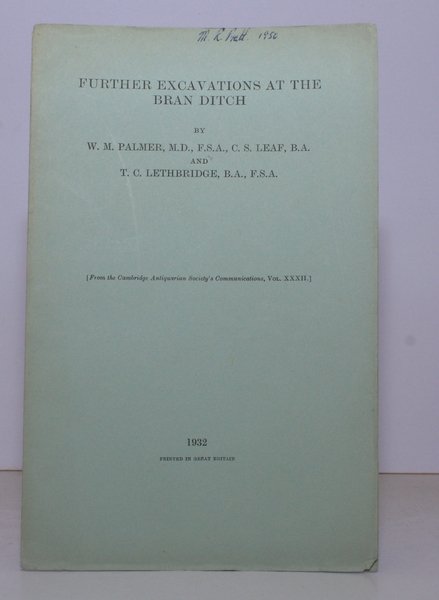 M. R. 1950
FURTHER EXCAVATIONS AT THE
BRAN DITCH
BY
W. M. PALMER, M.D., F.S.A., C. S. LEAF, B.A.
AND
T. C. LETHBRIDGE, B.A., F.S.A.
[From the Cambridge Antiquarian Society's Communications, VOL. XXXII.]
1932
PRINTED IN GREAT BRITAIN